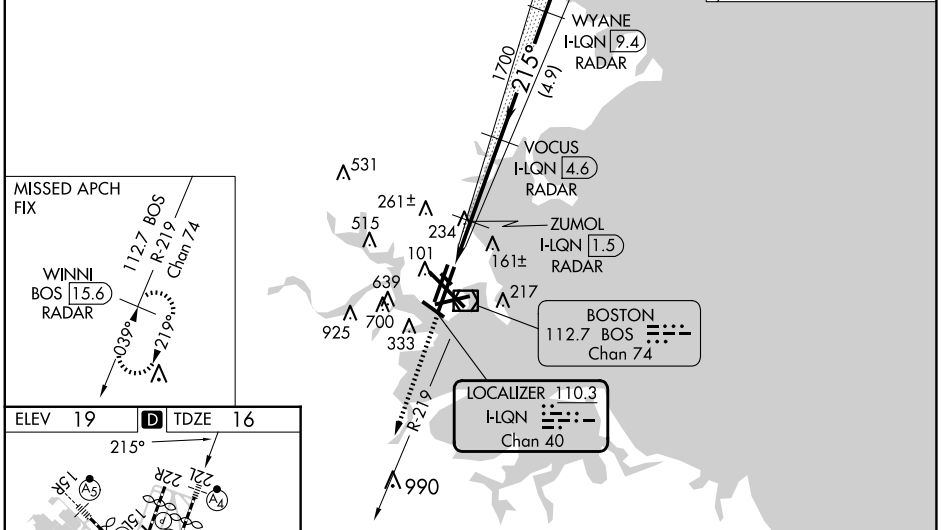 WYANE
I-LQN 9.4
RADAR
1700
215°
(4.9)
VOCUS
I-LQN 4.6
RADAR
531
MISSED APCH
FIX
112.7 BOS
R-219
Chan 74
261±
515
234
ZUMOL
I-LQN 1.5
RADAR
161±
101
WINNI
BOS 15.6
RADAR
039°
219°
639
700
925
333
217
BOSTON
112.7 BOS
Chan 74
LOCALIZER 110.3
I-LQN
Chan 40
R-219
990
ELEV 19 D TDZE 16
215°
15R
A5
22R
22L
A4
P